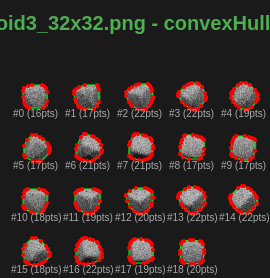 oid3_32x32.png - convexHull
#0 (16pts) #1 (17pts) #2 (22pts) #3 (22pts) #4 (19pts)
#5 (17pts) #6 (21pts) #7 (21pts) #8 (17pts) #9 (17pts)
#10 (18pts) #11 (19pts) #12 (20pts) #13 (22pts) #14 (22pts)
#15 (18pts) #16 (22pts) #17 (19pts) #18 (20pts)